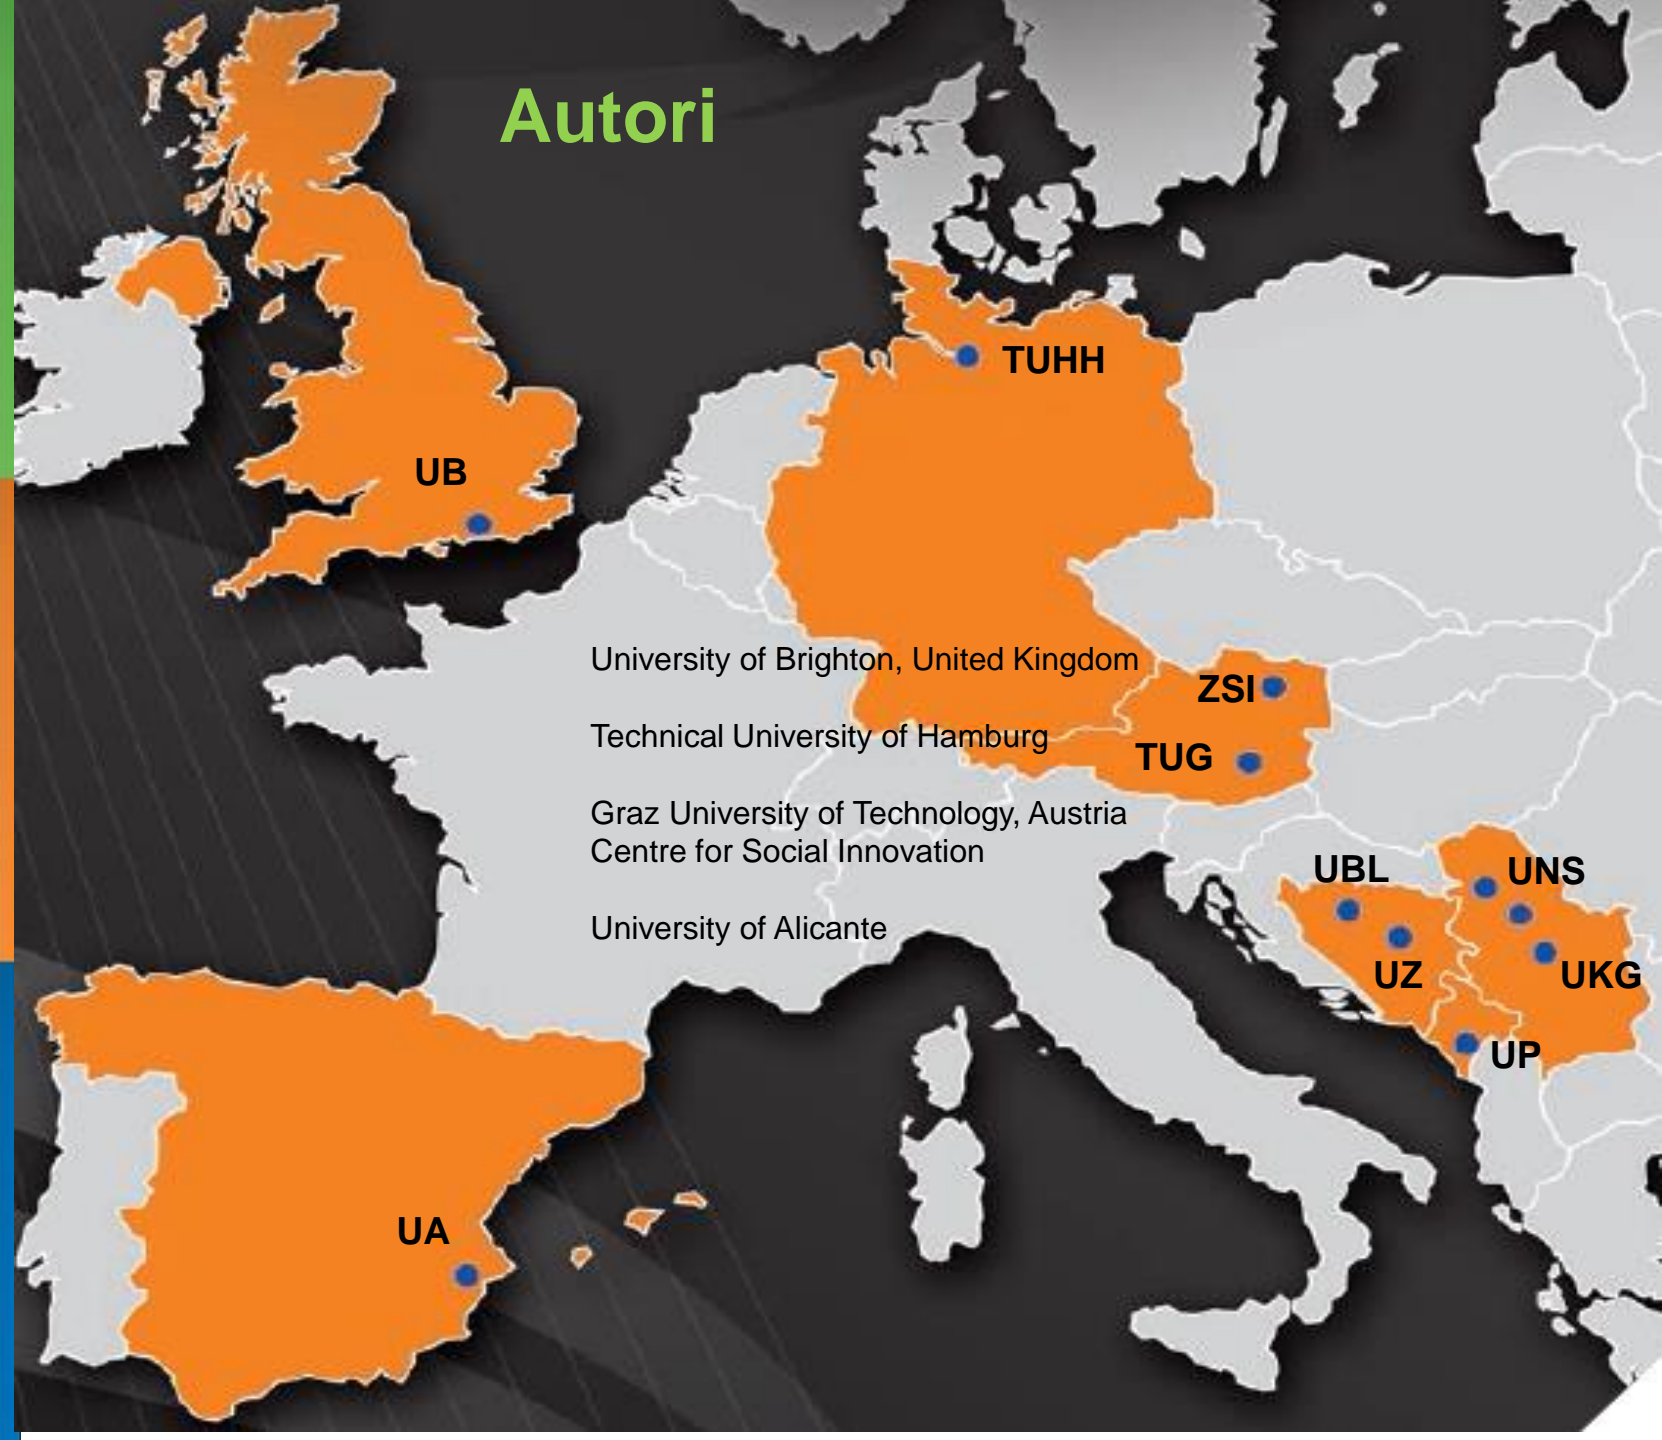 Autori
TUHH
UB
University of Brighton, United Kingdom
ZSI
Technical University of Hamburg
TUG
Graz University of Technology, Austria
Centre for Social Innovation
UBL
UNS
University of Alicante
UZ
UKG
UP
UA